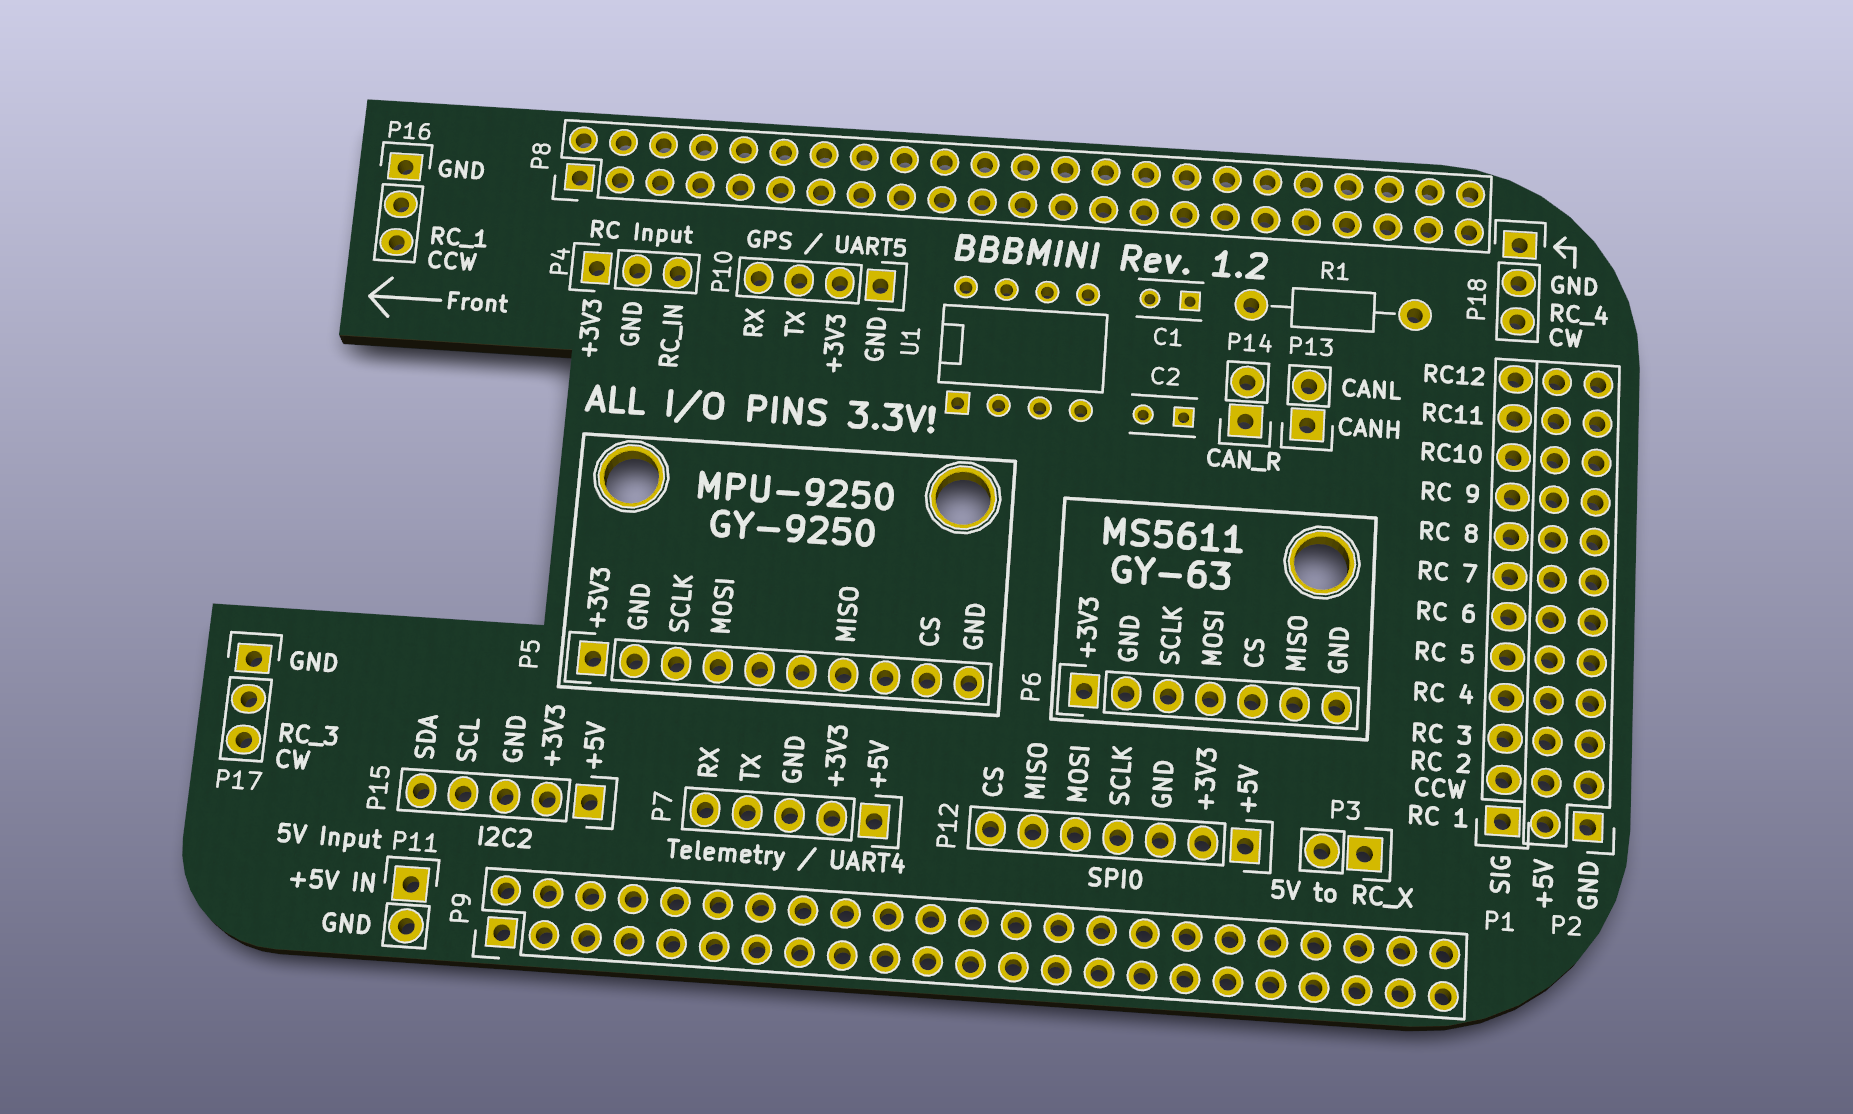 P16
GND
RC_1
CCW
Front
P8
RC Input
P4
+3V3
GND
RC_IN
GPS / UART5
P10
RX
TX
+3V3
GND
U1
BBBMINI Rev. 1.2
C1
C2
R1
P14
P13
CANL
CANH
CAN_R
P18
GND
RC_4
CW
ALL I/O PINS 3.3V!
MPU-9250
GY-9250
+3V3
GND
SCLK
MOSI
MISO
CS
GND
P5
MS5611
GY-63
+3V3
GND
SCLK
MOSI
CS
MISO
GND
P6
RC12
RC11
RC10
RC 9
RC 8
RC 7
RC 6
RC 5
RC 4
RC 3
RC 2
CCW
RC 1
SIG
+5V
GND
P1
P2
GND
RC_3
CW
P17
SDA
SCL
GND
+3V3
+5V
P15
I2C2
RX
TX
GND
+3V3
+5V
P7
Telemetry / UART4
CS
MISO
MOSI
SCLK
GND
+3V3
+5V
P12
SPI0
P3
5V to RC_X
5V Input
P11
+5V IN
GND
P9